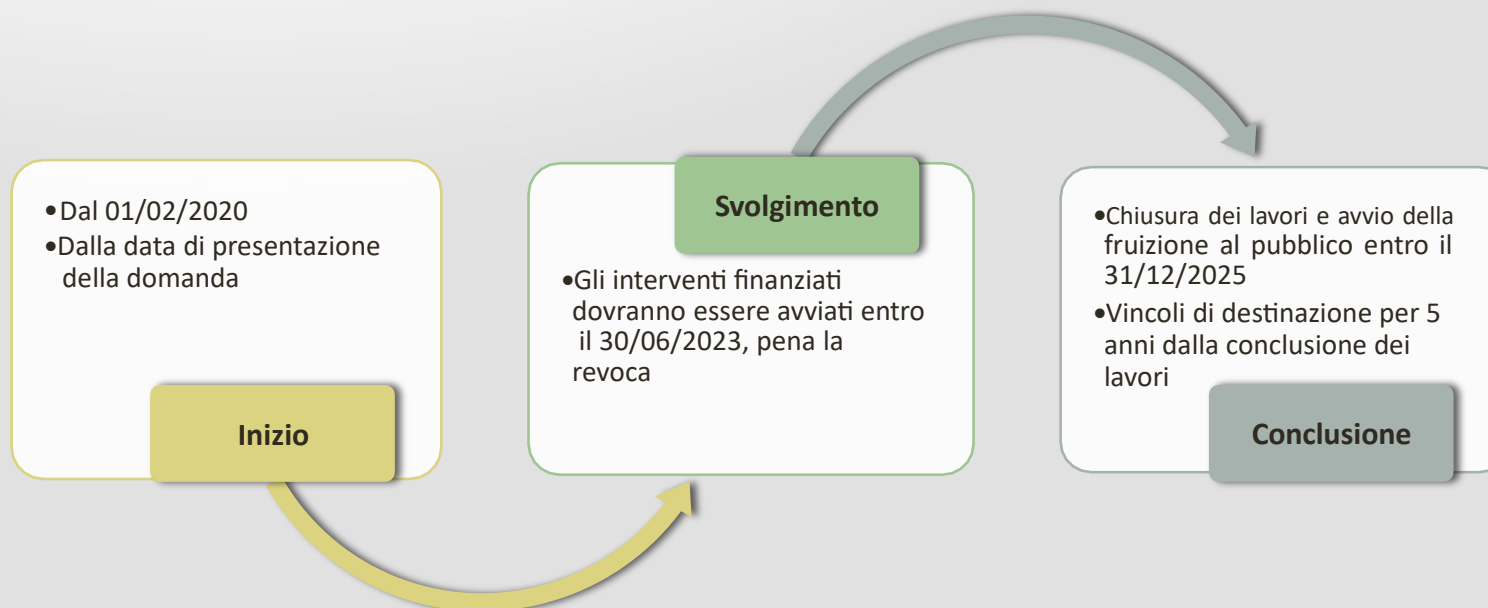 •Dal 01/02/2020
•Dalla data di presentazione
della domanda
Inizio
Svolgimento
•Gli interventi finanziati
dovranno essere avviati entro
il 30/06/2023, pena la
revoca
•Chiusura dei lavori e avvio della
fruizione al pubblico entro il
31/12/2025
•Vincoli di destinazione per 5
anni dalla conclusione dei
lavori
Conclusione